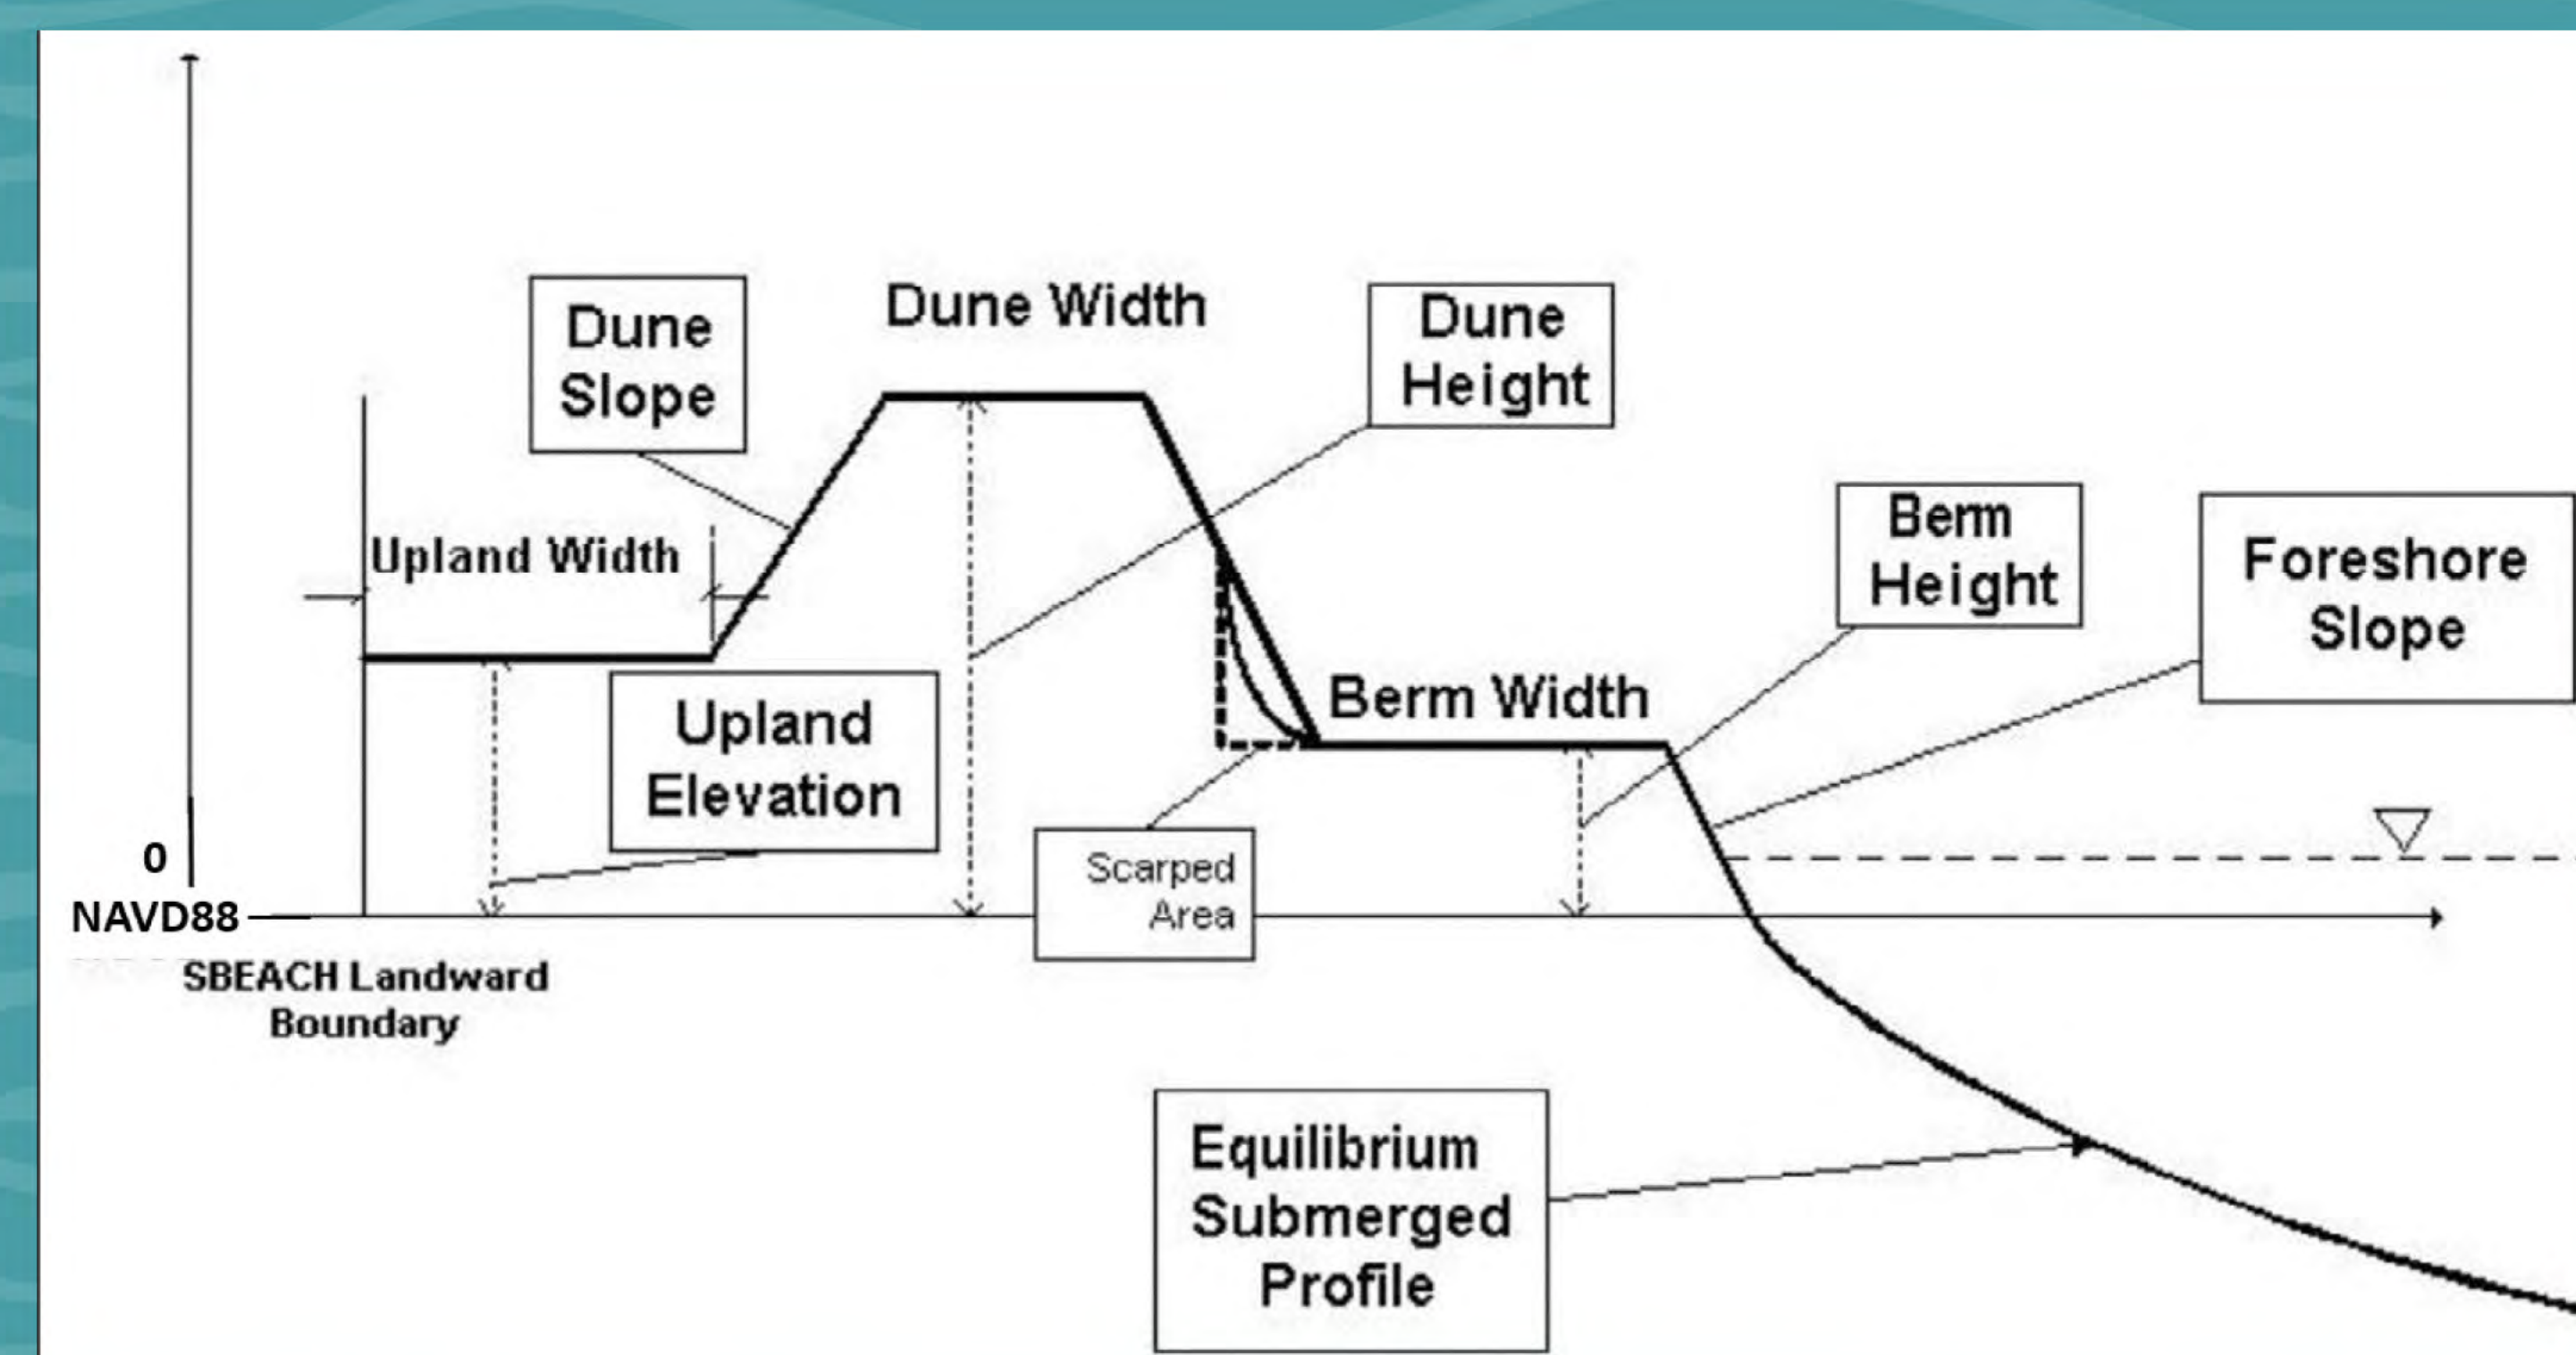 Dune
Slope
Dune Width
Dune
Height
Upland Width
Berm
Height
Foreshore
Slope
Upland
Elevation
Berm Width
Scarped
Area
0
NAVD88
SBEACH Landward
Boundary
Equilibrium
Submerged
Profile